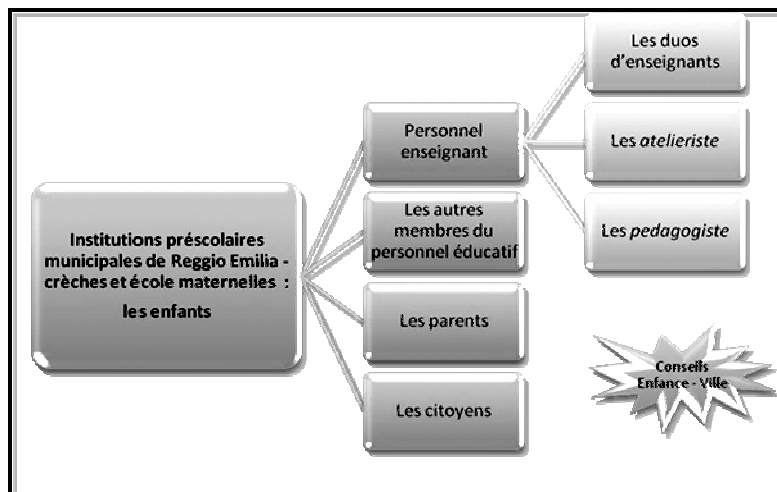 Institutions préscolaires
municipales de Reggio Emilia -
crèches et école maternelles :
les enfants
Personnel
enseignant
Les autres
membres du
personnel éducatif
Les parents
Les citoyens
Les duos
d'enseignants
Les atelieriste
Les pedagogiste
Conseils
Enfance - Ville